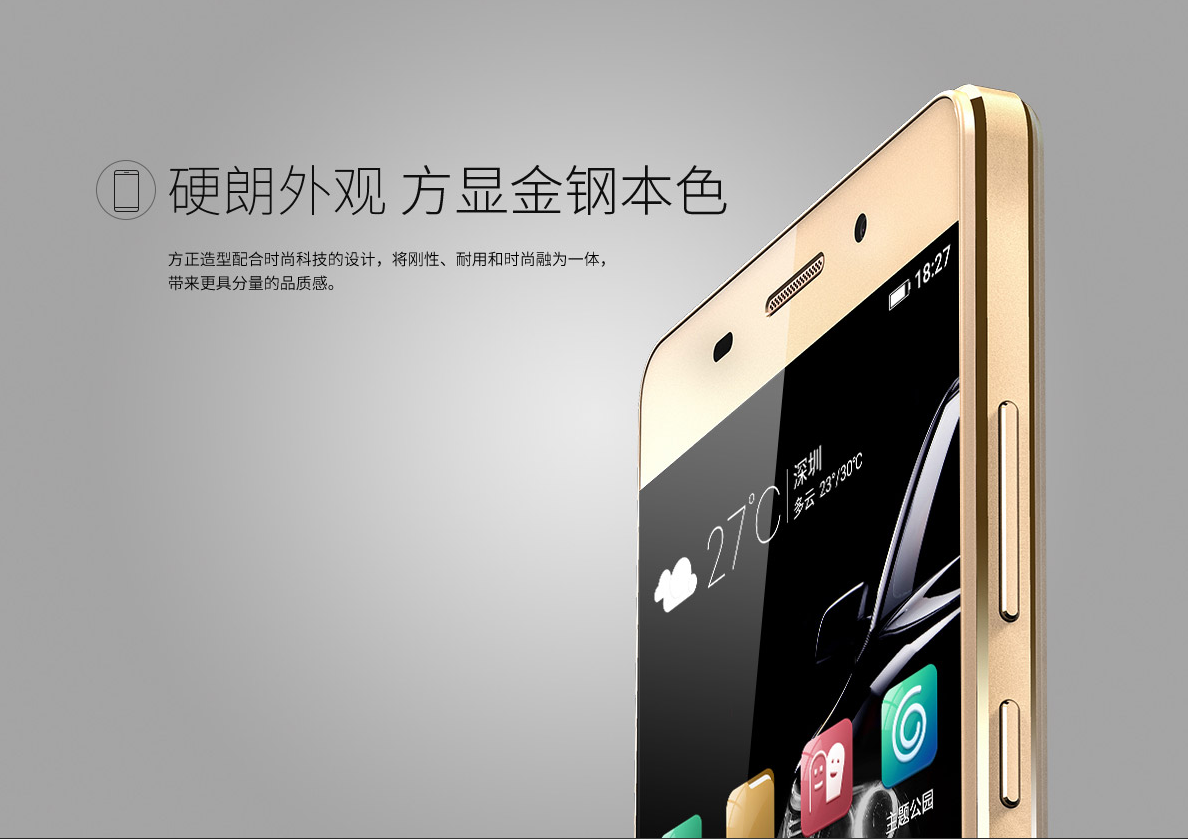 硬朗外观 方显金钢本色
方正造型配合时尚科技的设计，将刚性、耐用和时尚融为一体，
带来更具分量的品质感。
18:27
27°C
深圳
多云 23°/30°C
主题公园